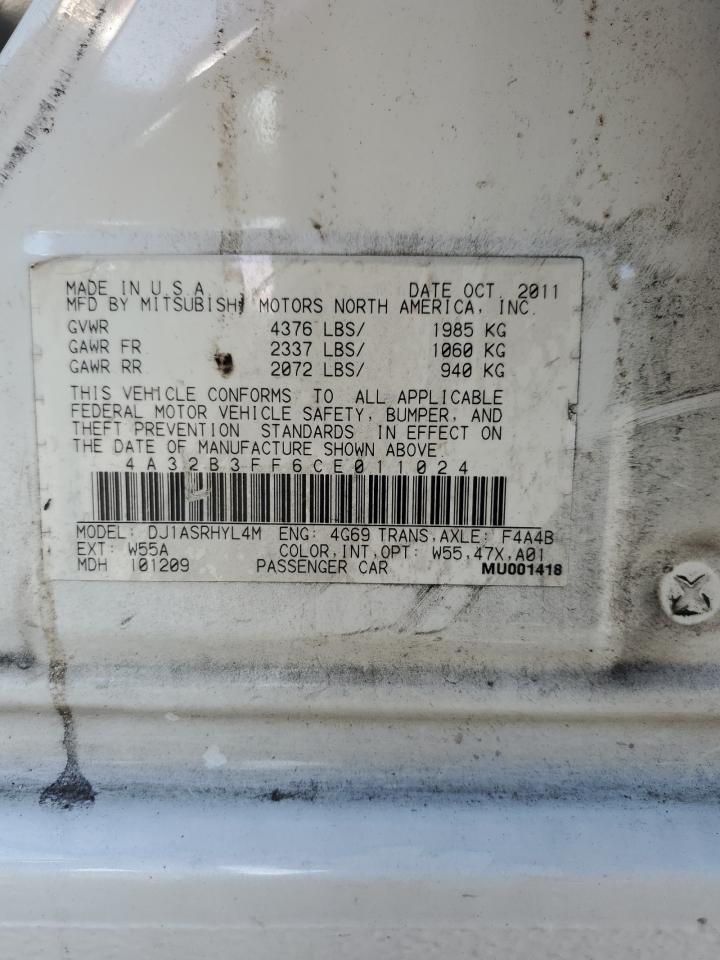 MADE IN U.S.A. DATE OCT. 2011
MFD BY MITSUBISHI MOTORS NORTH AMERICA, INC.
GVWR 4376 LBS/ 1985 KG
GAWR FR 2337 LBS/ 1060 KG
GAWR RR 2072 LBS/ 940 KG
THIS VEHICLE CONFORMS TO ALL APPLICABLE
FEDERAL MOTOR VEHICLE SAFETY, BUMPER, AND
THEFT PREVENTION STANDARDS IN EFFECT ON
THE DATE OF MANUFACTURE SHOWN ABOVE.
4A32B3FF6CE011024
MODEL: DJ1ASRHYL4M ENG: 4G69 TRANS,AXLE: F4A4B
EXT: W55A COLOR,INT,OPT: W55,47X,A01
MDH 101209 PASSENGER CAR MU001418